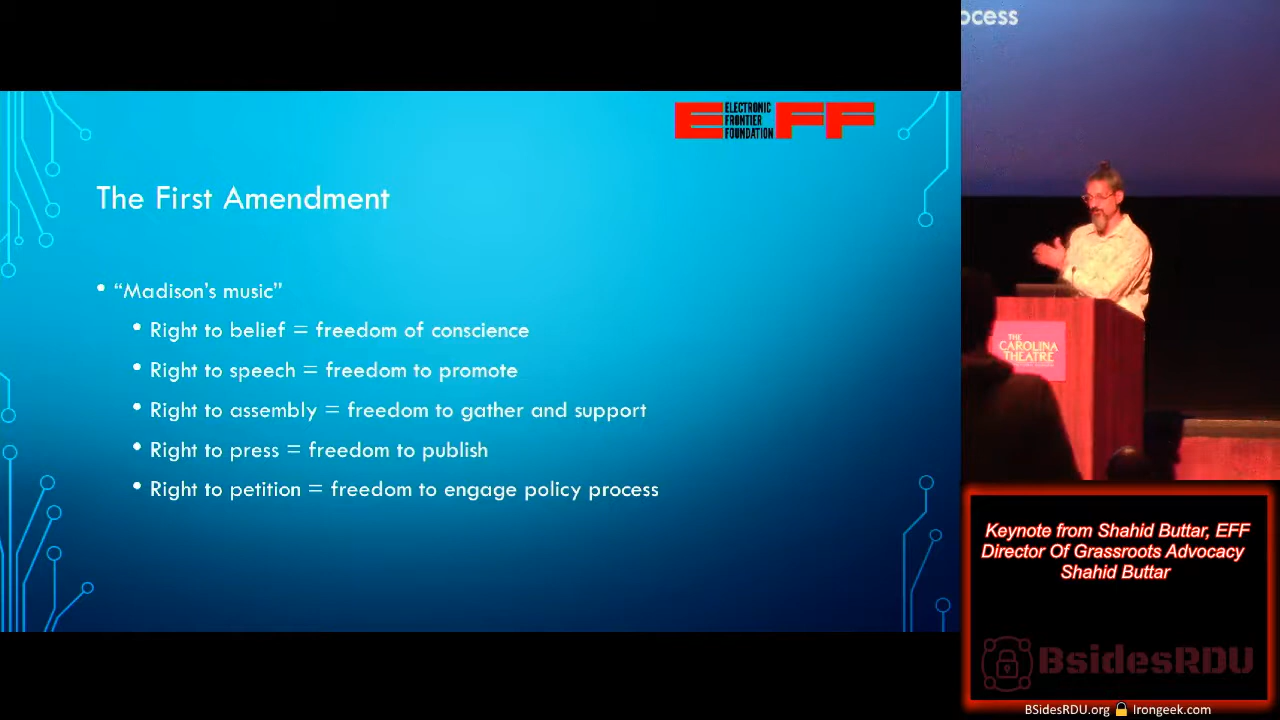 ocess
ELECTRONIC
FRONTIER
FOUNDATION
EFF
The First Amendment
• “Madison’s music”
• Right to belief = freedom of conscience
• Right to speech = freedom to promote
• Right to assembly = freedom to gather and support
• Right to press = freedom to publish
• Right to petition = freedom to engage policy process
THE
CAROLINA
THEATRE
Keynote from Shahid Buttar, EFF
Director Of Grassroots Advocacy
Shahid Buttar
BsidesRDU
BSidesRDU.org 🔒 Irongeek.com